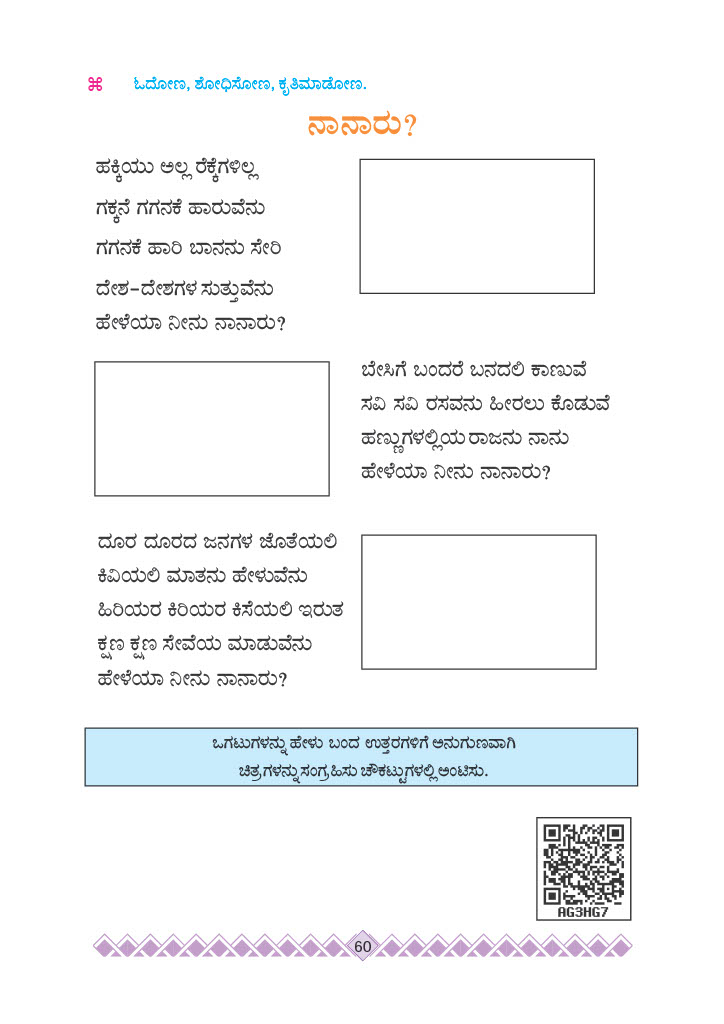 ⌘ ಓದೋಣ, ಶೋಧಿಸೋಣ, ಕೃತಿಮಾಡೋಣ.
ನಾನಾರು?
ಹಕ್ಕಿಯು ಅಲ್ಲ ರೆಕ್ಕೆಗಳಿಲ್ಲ
ಗಕ್ಕನೆ ಗಗನಕೆ ಹಾರುವೆನು
ಗಗನಕೆ ಹಾರಿ ಬಾನನು ಸೇರಿ
ದೇಶ-ದೇಶಗಳ ಸುತ್ತುವೆನು
ಹೇಳೆಯಾ ನೀನು ನಾನಾರು?
ಬೇಸಿಗೆ ಬಂದರೆ ಬನದಲಿ ಕಾಣುವೆ
ಸವಿ ಸವಿ ರಸವನು ಹೀರಲು ಕೊಡುವೆ
ಹಣ್ಣುಗಳಲ್ಲಿಯ ರಾಜನು ನಾನು
ಹೇಳೆಯಾ ನೀನು ನಾನಾರು?
ದೂರ ದೂರದ ಜನಗಳ ಜೊತೆಯಲಿ
ಕಿವಿಯಲಿ ಮಾತನು ಹೇಳುವೆನು
ಹಿರಿಯರ ಕಿರಿಯರ ಕಿಸೆಯಲಿ ಇರುತ
ಕ್ಷಣ ಕ್ಷಣ ಸೇವೆಯ ಮಾಡುವೆನು
ಹೇಳೆಯಾ ನೀನು ನಾನಾರು?
ಒಗಟುಗಳನ್ನು ಹೇಳು ಬಂದ ಉತ್ತರಗಳಿಗೆ ಅನುಗುಣವಾಗಿ
ಚಿತ್ರಗಳನ್ನು ಸಂಗ್ರಹಿಸು ಚೌಕಟ್ಟುಗಳಲ್ಲಿ ಅಂಟಿಸು.
AG3HG7
60